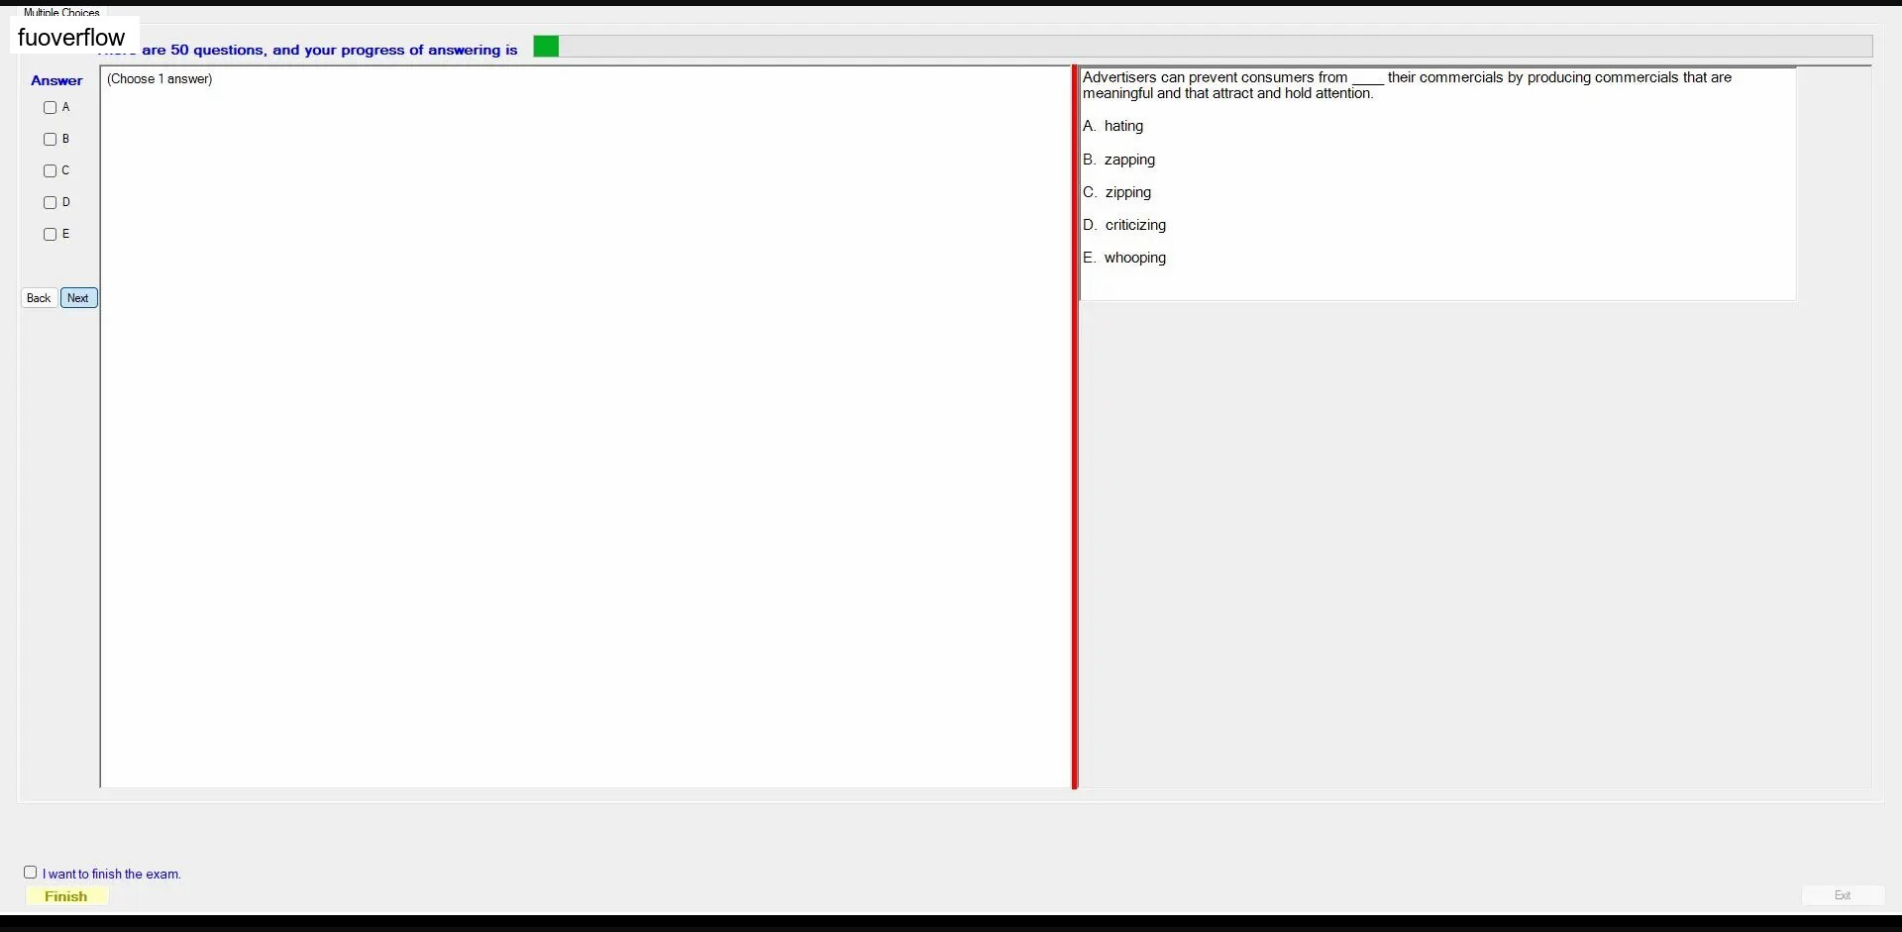 Multiple Choices
fuoverflow
are 50 questions, and your progress of answering is
Answer
(Choose 1 answer)
A
B
C
D
E
Back Next
Advertisers can prevent consumers from ____ their commercials by producing commercials that are
meaningful and that attract and hold attention.
A. hating
B. zapping
C. zipping
D. criticizing
E. whooping
I want to finish the exam.
Finish
Exit